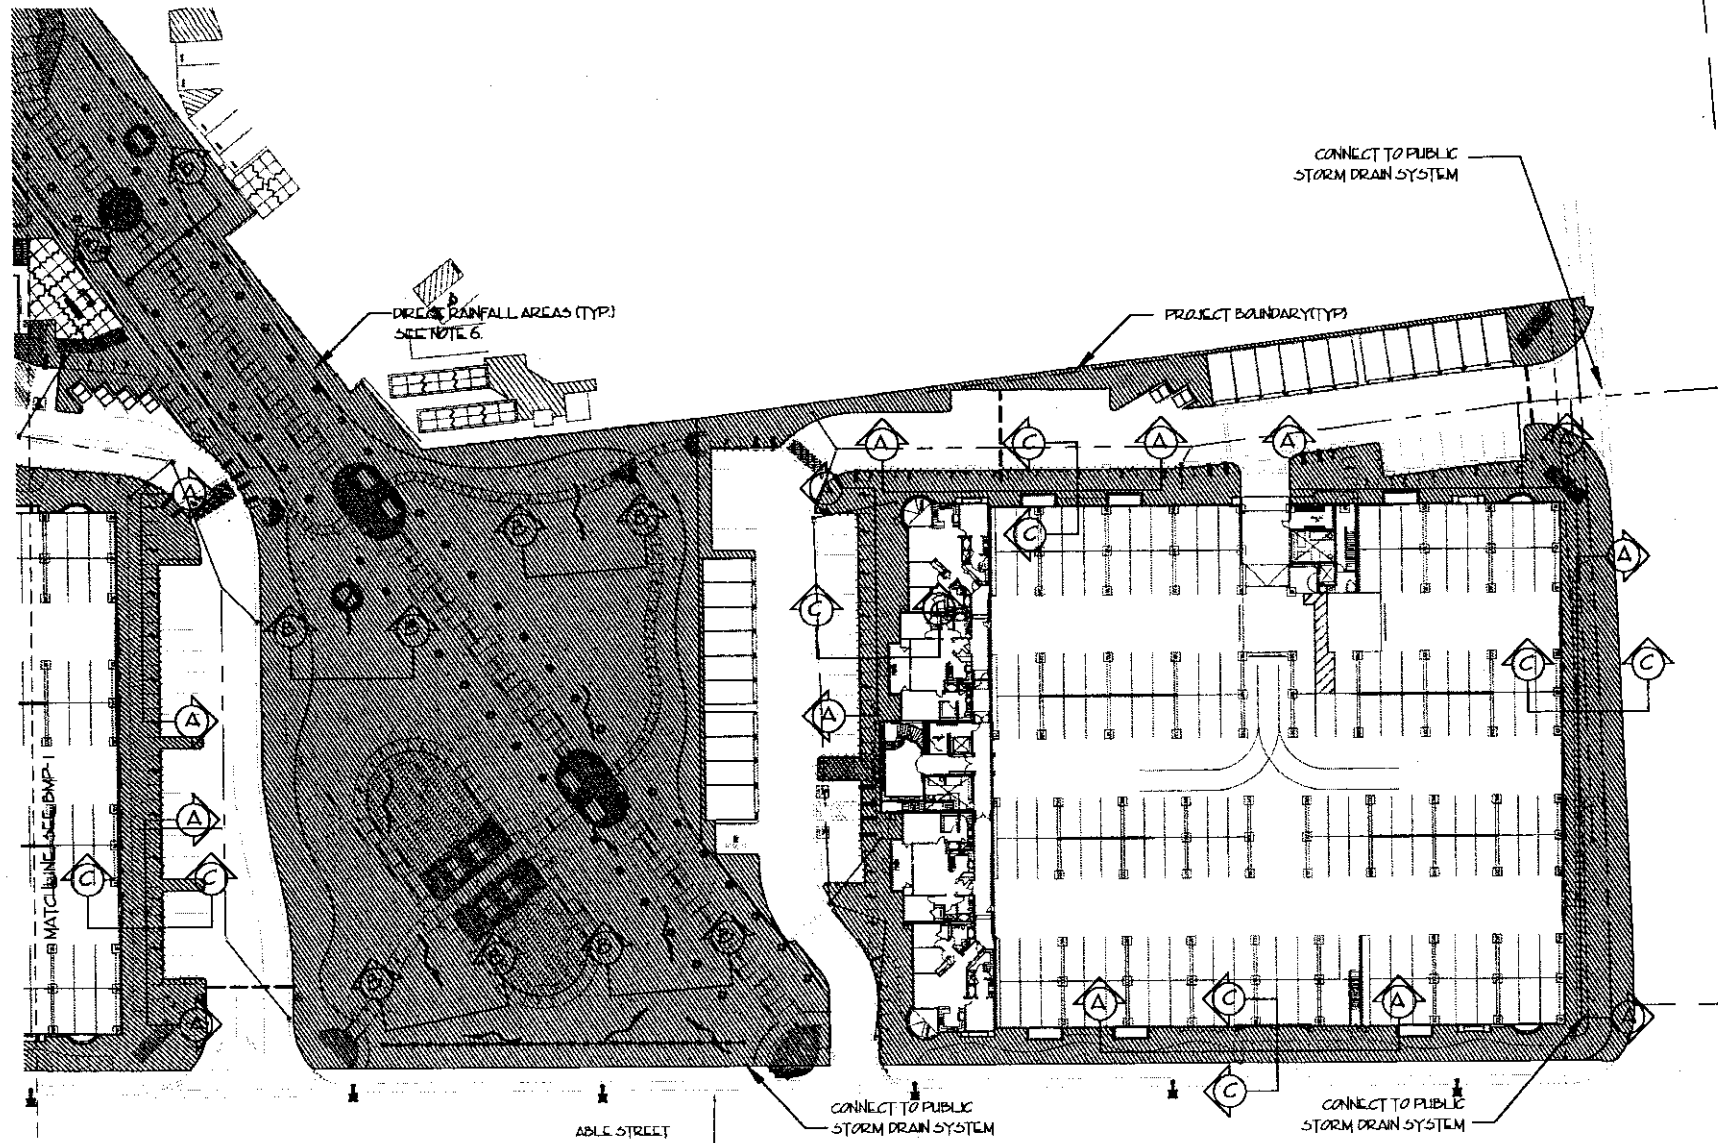 CONNECT TO PUBLIC
STORM DRAIN SYSTEM
DIRECT RAINFALL AREAS (TYP.)
SEE NOTE 6.
PROJECT BOUNDARY (TYP)
A
C
A
A
A
A
A
B
B
C
A
C
C
B
B
C
C
A
A
MATCHLINE - SEE BMP-1
A
C
C
B
B
B
B
A
C
A
A
A
C
CONNECT TO PUBLIC
STORM DRAIN SYSTEM
CONNECT TO PUBLIC
STORM DRAIN SYSTEM
ABLE STREET